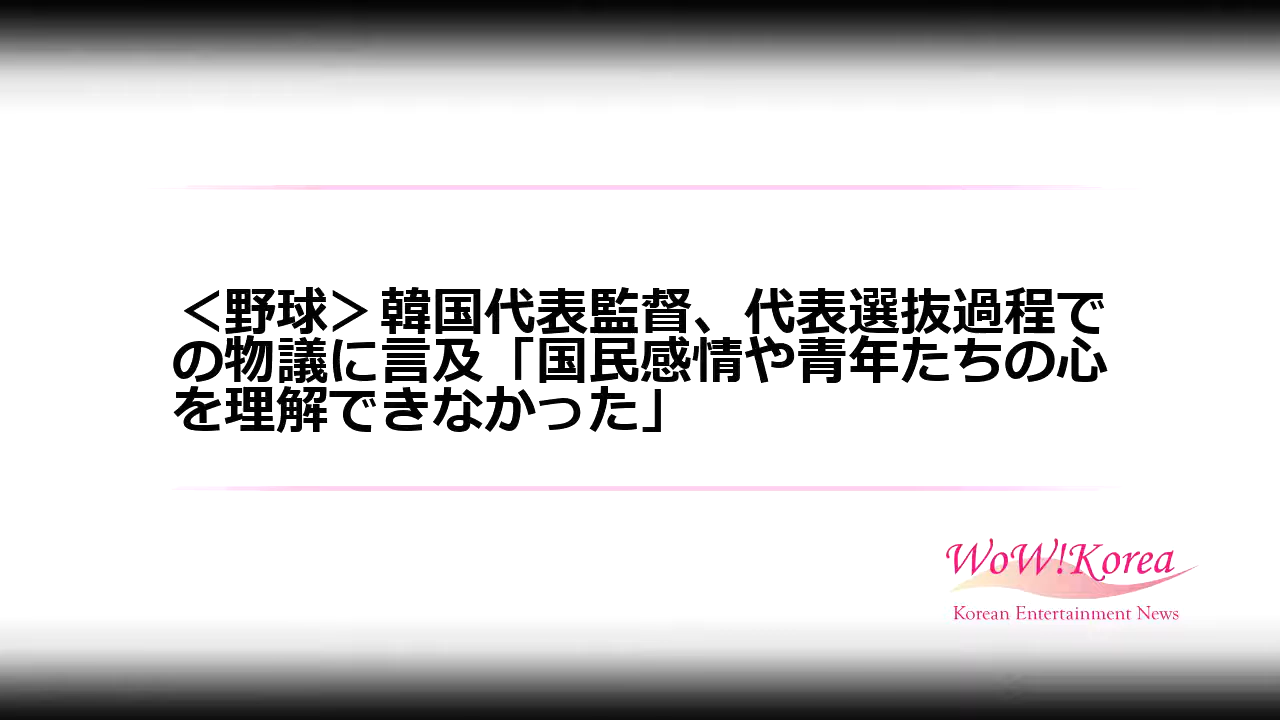 ＜野球＞韓国代表監督、代表選抜過程で
の物議に言及「国民感情や青年たちの心
を理解できなかった」
WoW!Korea
Korean Entertainment News